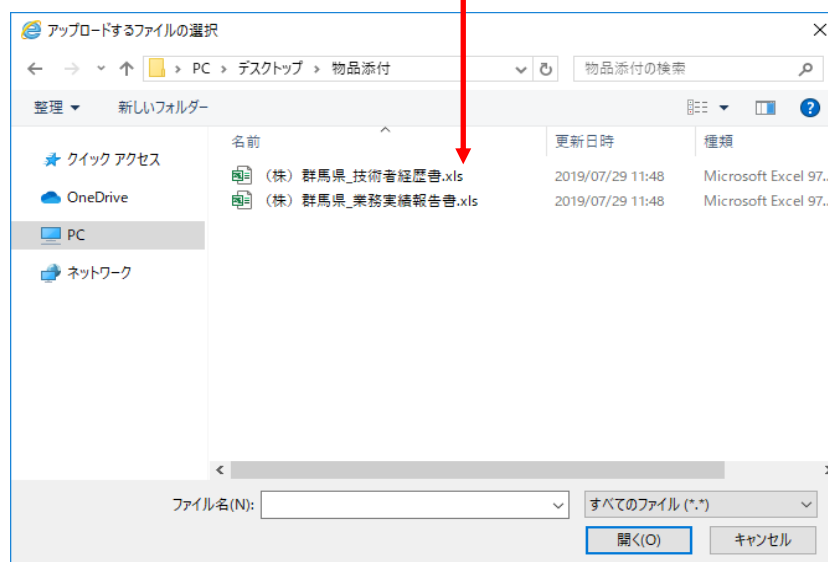 アップロードするファイルの選択
PC › デスクトップ › 物品添付
物品添付の検索
整理 新しいフォルダー
名前 更新日時 種類
クイック アクセス
OneDrive
PC
ネットワーク
(株) 群馬県_技術者経歴書.xls 2019/07/29 11:48 Microsoft Excel 97..
(株) 群馬県_業務実績報告書.xls 2019/07/29 11:48 Microsoft Excel 97..
ファイル名(N): すべてのファイル (*.*)
開く(O) キャンセル